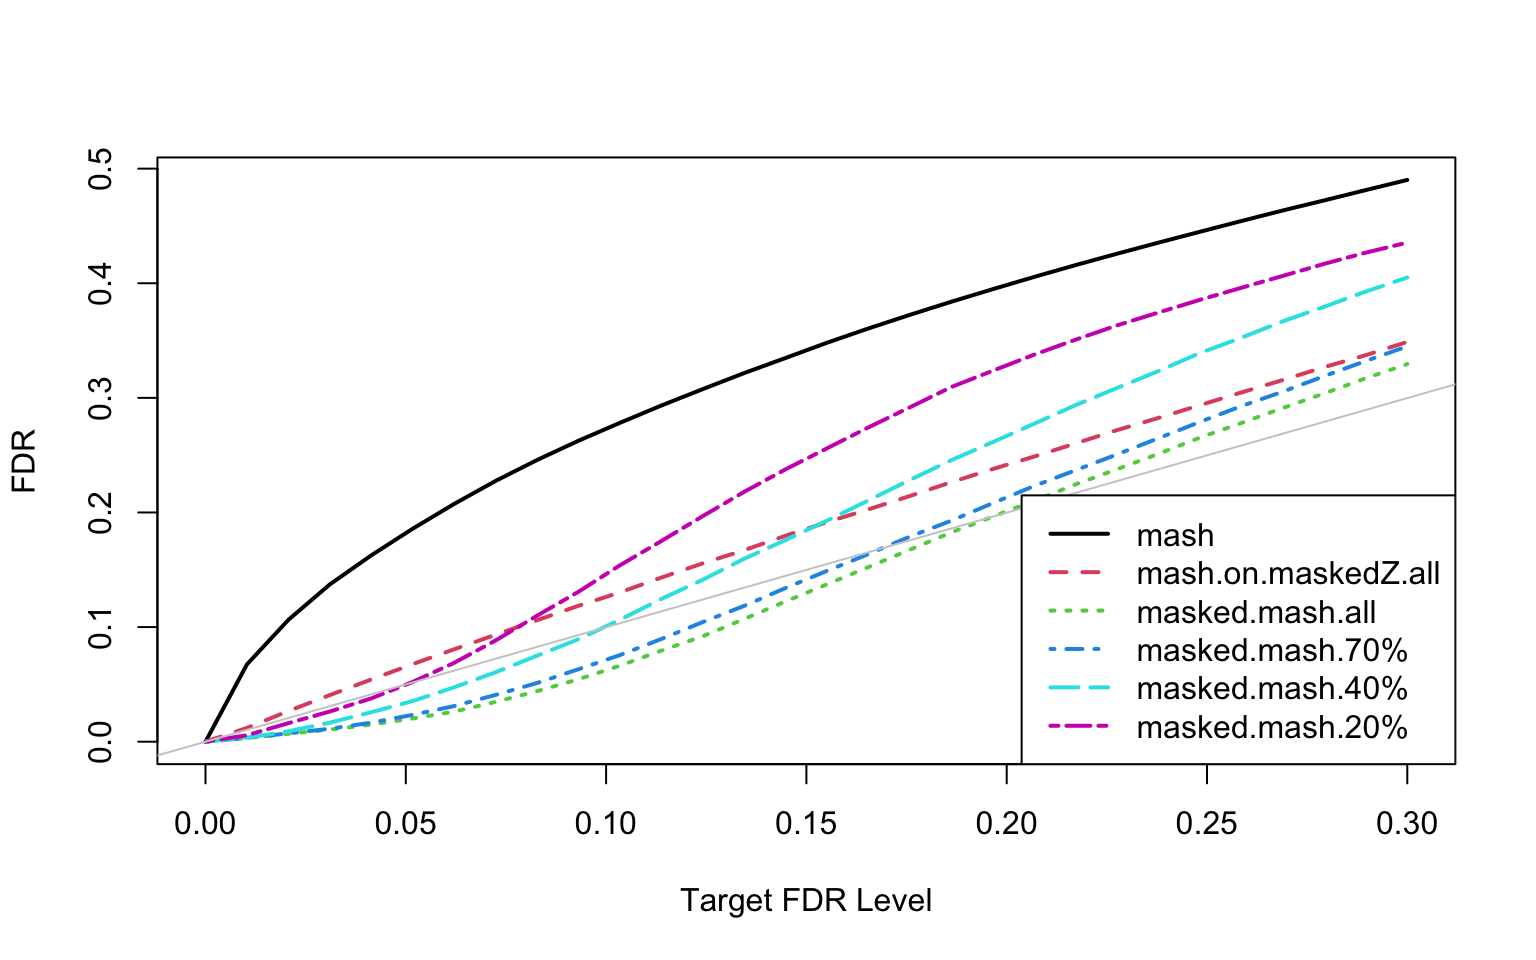 FDR
0.5
0.4
0.3
0.2
0.1
0.0
mash
mash.on.maskedZ.all
masked.mash.all
masked.mash.70%
masked.mash.40%
masked.mash.20%
0.00 0.05 0.10 0.15 0.20 0.25 0.30
Target FDR Level